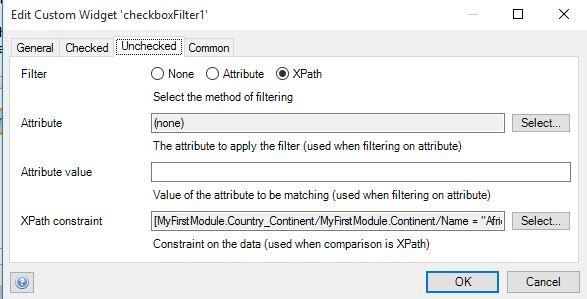 Edit Custom Widget 'checkboxFilter1'
General Checked Unchecked Common
Filter None Attribute XPath
Select the method of filtering
Attribute (none) Select...
The attribute to apply the filter (used when filtering on attribute)
Attribute value
Value of the attribute to be matching (used when filtering on attribute)
XPath constraint [MyFirstModule.Country_Continent/MyFirstModule.Continent/Name = "Afri Select...
Constraint on the data (used when comparison is XPath)
? OK Cancel